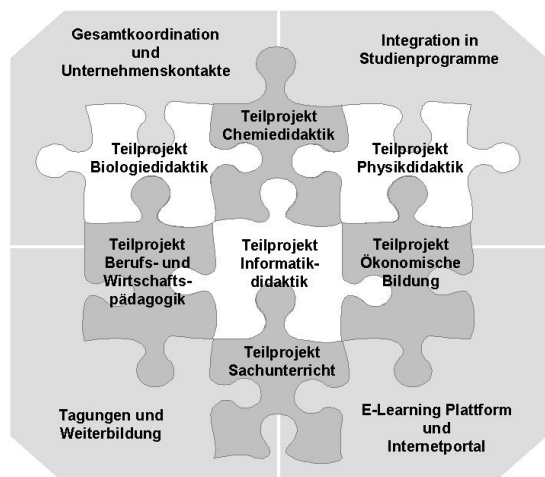 Gesamtkoordination
und
Unternehmenskontakte
Integration in
Studienprogramme
Teilprojekt
Chemiedidaktik
Teilprojekt
Biologiedidaktik
Teilprojekt
Physikdidaktik
Teilprojekt
Berufs- und
Wirtschafts-
pädagogik
Teilprojekt
Informatik-
didaktik
Teilprojekt
Ökonomische
Bildung
Teilprojekt
Sachunterricht
Tagungen und
Weiterbildung
E-Learning Plattform
und
Internetportal